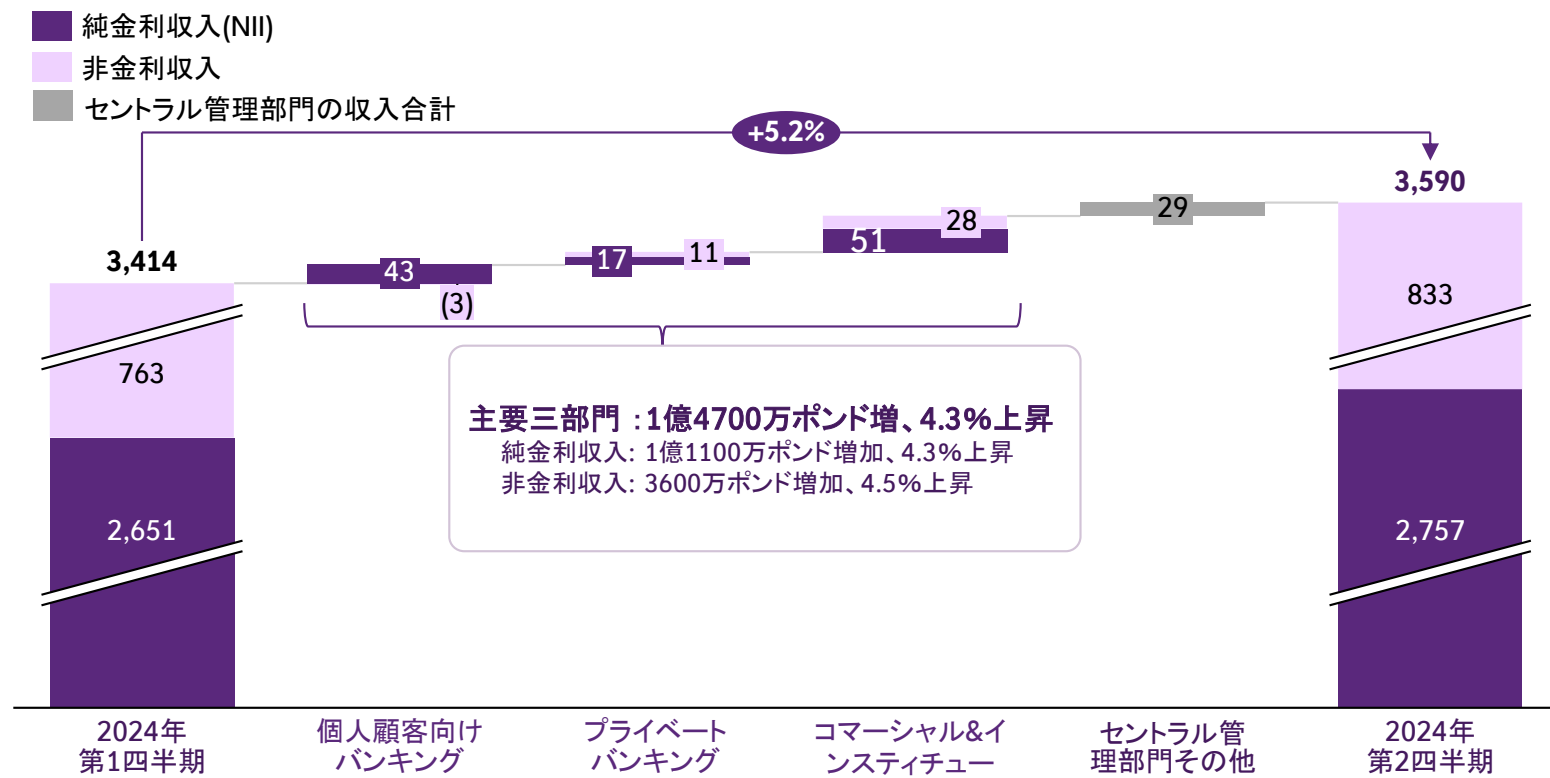 純金利収入(NII)
非金利収入
セントラル管理部門の収入合計
+5.2%
3,414
3,590
43
(3)
17
11
51
28
29
763
833
2,651
2,757
主要三部門 :1億4700万ポンド増、4.3%上昇
純金利収入: 1億1100万ポンド増加、4.3%上昇
非金利収入: 3600万ポンド増加、4.5%上昇
2024年
第1四半期
個人顧客向け
バンキング
プライベート
バンキング
コマーシャル&イ
ンスティチュー
セントラル管
理部門その他
2024年
第2四半期